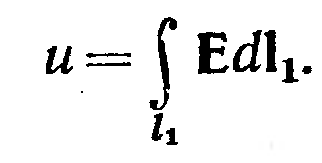 u = ∫ 𝐄d𝐥₁.
l₁